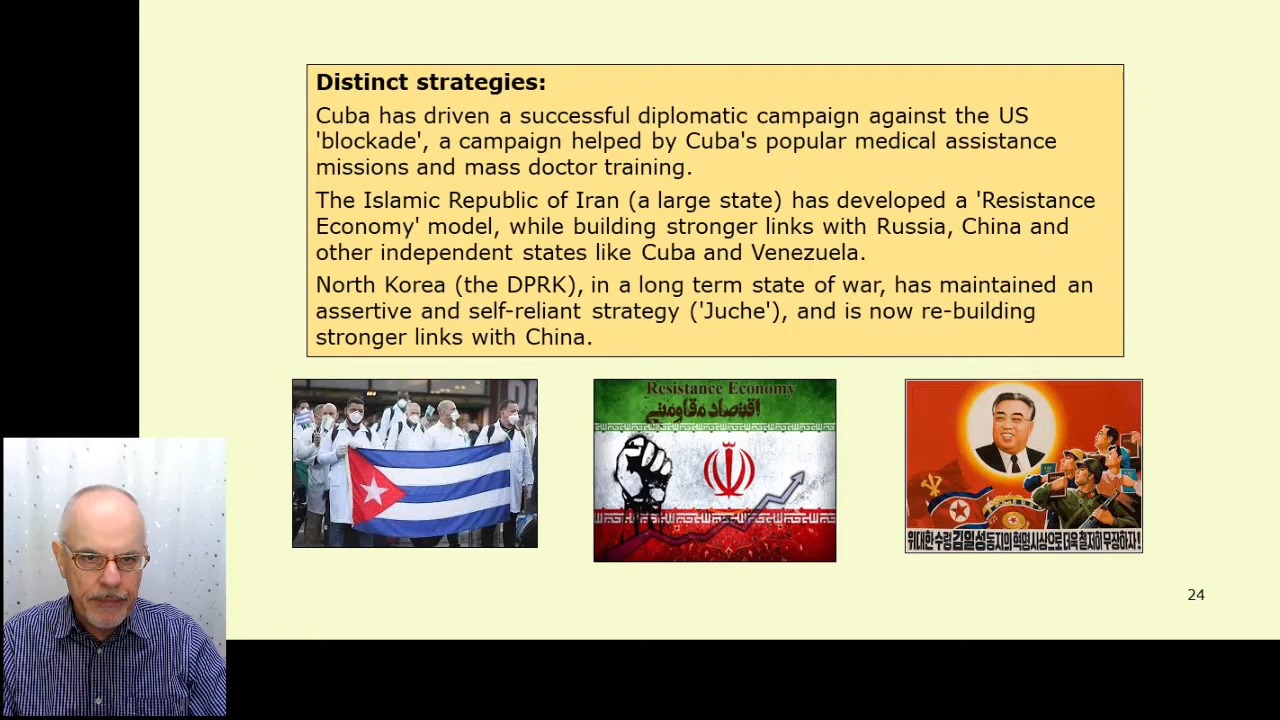 Distinct strategies:
Cuba has driven a successful diplomatic campaign against the US
'blockade', a campaign helped by Cuba's popular medical assistance
missions and mass doctor training.
The Islamic Republic of Iran (a large state) has developed a 'Resistance
Economy' model, while building stronger links with Russia, China and
other independent states like Cuba and Venezuela.
North Korea (the DPRK), in a long term state of war, has maintained an
assertive and self-reliant strategy ('Juche'), and is now re-building
stronger links with China.
Resistance Economy
اقتصاد مقاومتی
위대한 수령 김일성동지의 혁명사상으로 더욱 철저히 무장하자!
24